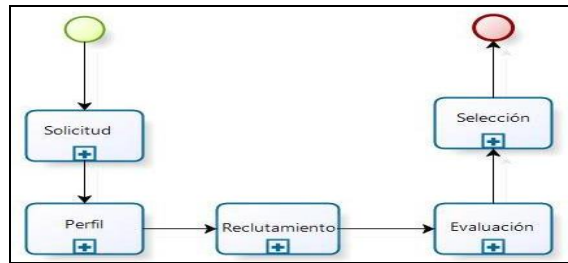 Solicitud
Perfil
Reclutamiento
Evaluación
Selección